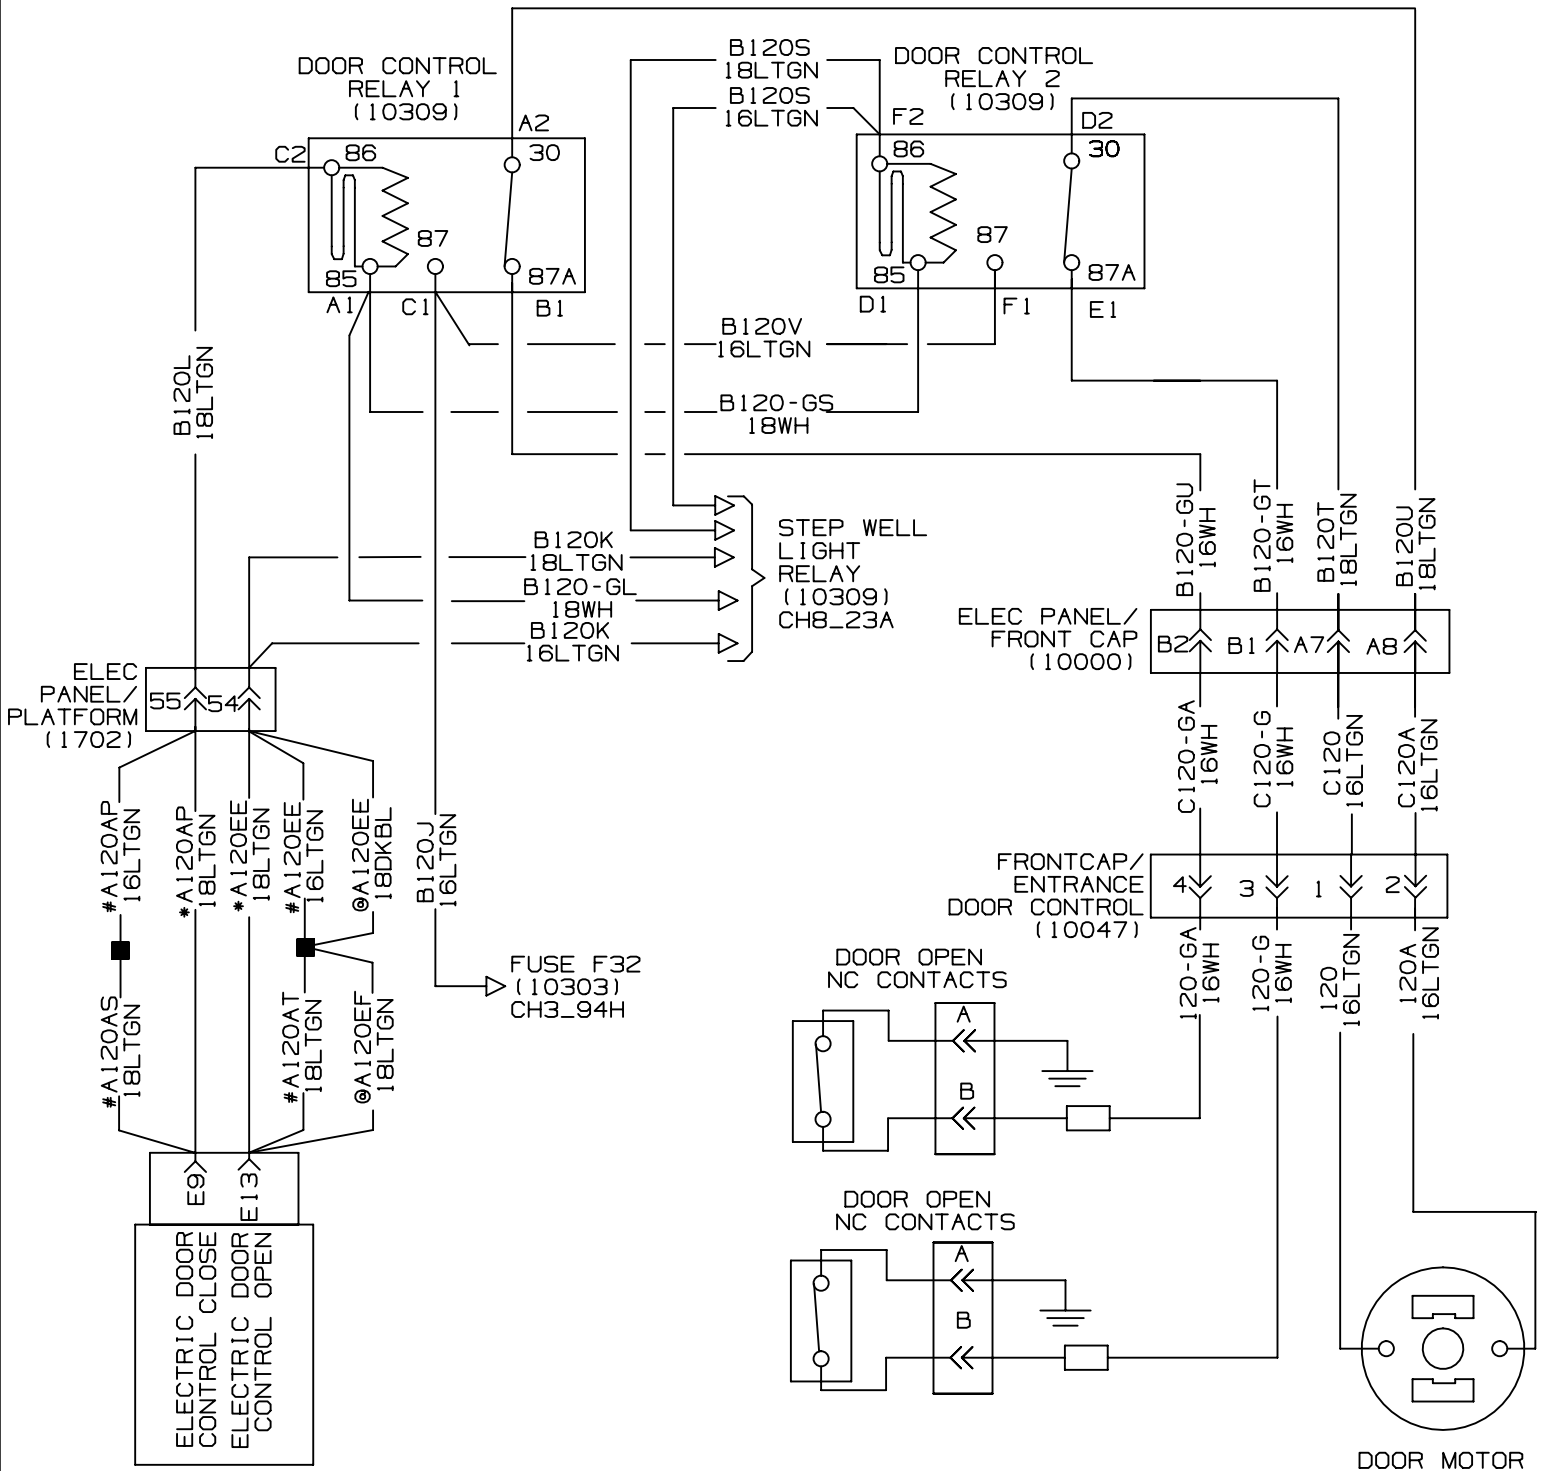 DOOR CONTROL
RELAY 1
(10309)
B120S
18LTGN
B120S
16LTGN
DOOR CONTROL
RELAY 2
(10309)
A2
C2
86
30
87
85
87A
A1
C1
B1
F2
D2
86
30
87
85
87A
D1
F1
E1
B120V
16LTGN
B120-GS
18WH
B120L
18LTGN
B120K
18LTGN
B120-GL
18WH
B120K
16LTGN
STEP WELL
LIGHT
RELAY
(10309)
CH8_23A
B120-GU
16WH
B120-GT
16WH
B120T
18LTGN
B120U
18LTGN
ELEC PANEL/
FRONT CAP
(10000)
B2
B1
A7
A8
ELEC
PANEL/
PLATFORM
(1702)
55
54
C120-GA
16WH
C120-G
16WH
C120
16LTGN
C120A
16LTGN
#A120AP
16LTGN
*A120AP
18LTGN
*A120EE
18LTGN
#A120EE
16LTGN
@A120EE
18DKBL
B120J
16LTGN
FRONTCAP/
ENTRANCE
DOOR CONTROL
(10047)
4
3
1
2
FUSE F32
(10303)
CH3_94H
120-GA
16WH
120-G
16WH
120
16LTGN
120A
16LTGN
DOOR OPEN
NC CONTACTS
A
B
#A120AS
18LTGN
#A120AT
18LTGN
@A120EF
18LTGN
E9
E13
DOOR OPEN
NC CONTACTS
A
B
ELECTRIC DOOR
CONTROL CLOSE
ELECTRIC DOOR
CONTROL OPEN
DOOR MOTOR